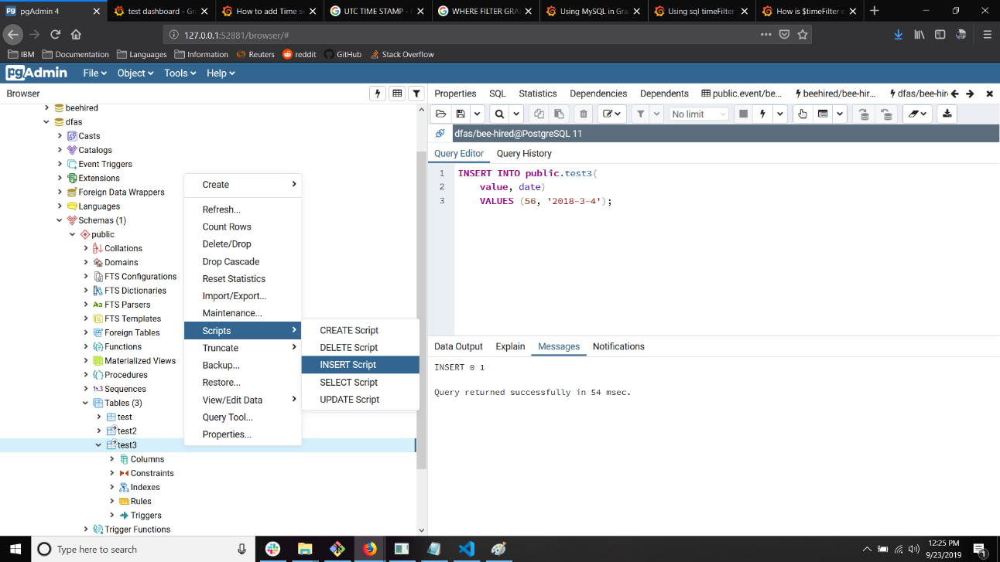 pgAdmin 4
test dashboard - Gr
How to add Time se
UTC TIME STAMP - G
WHERE FILTER GRA
Using MySQL in Gra
Using sql timeFilter
How is $timeFilter e
127.0.0.1:52881/browser/#
IBM Documentation Languages Information Reuters reddit GitHub Stack Overflow
pgAdmin File Object Tools Help
Browser
Properties SQL Statistics Dependencies Dependents public.event/be... beehired/bee-hir... dfas/bee-hir
beehired
dfas
Casts
Catalogs
Event Triggers
Extensions
Foreign Data Wrappers
Languages
Schemas (1)
public
Collations
Domains
FTS Configurations
FTS Dictionaries
Aa FTS Parsers
FTS Templates
Foreign Tables
Functions
Materialized Views
Procedures
1..3 Sequences
Tables (3)
test
test2
test3
Columns
Constraints
Indexes
Rules
Triggers
Trigger Functions
Create
Refresh...
Count Rows
Delete/Drop
Drop Cascade
Reset Statistics
Import/Export...
Maintenance...
Scripts
Truncate
Backup...
Restore...
View/Edit Data
Query Tool...
Properties...
CREATE Script
DELETE Script
INSERT Script
SELECT Script
UPDATE Script
No limit
dfas/bee-hired@PostgreSQL 11
Query Editor Query History
1 INSERT INTO public.test3(
2 value, date)
3 VALUES (56, '2018-3-4');
Data Output Explain Messages Notifications
INSERT 0 1
Query returned successfully in 54 msec.
Type here to search
12:25 PM
9/23/2019
1